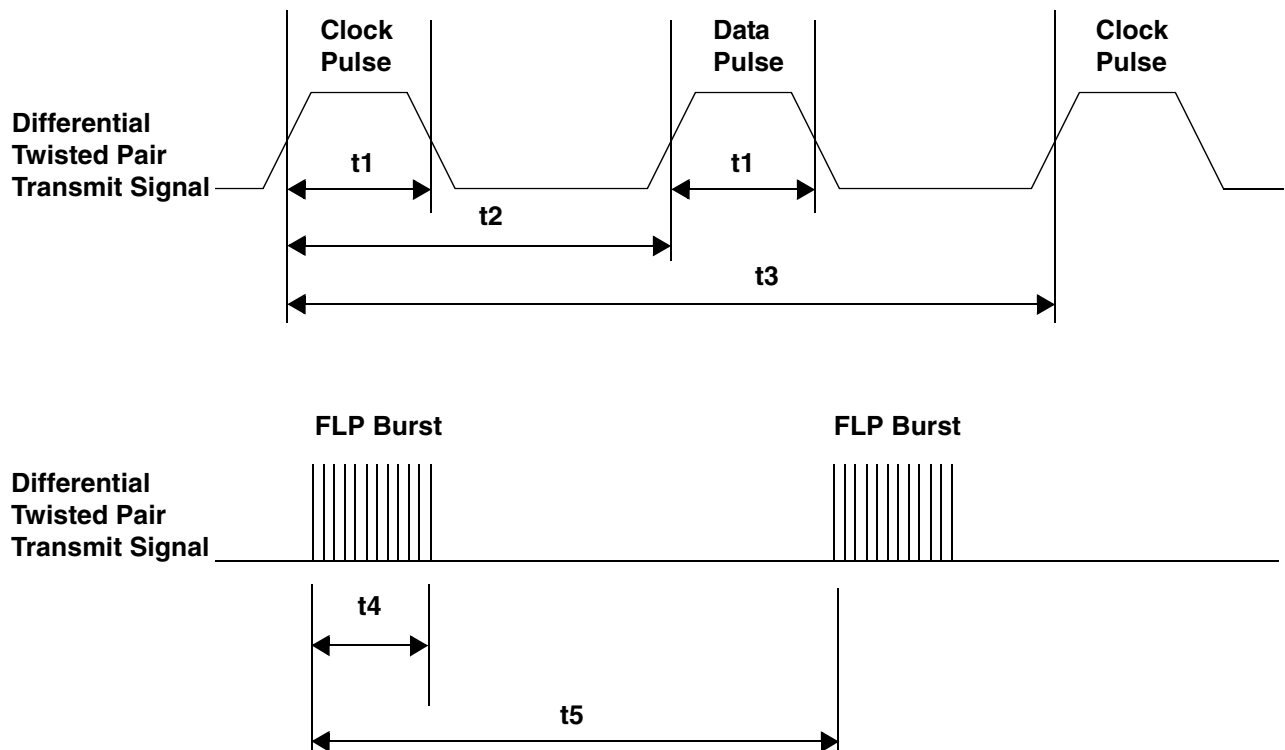 Clock
Pulse
Data
Pulse
Clock
Pulse
Differential
Twisted Pair
Transmit Signal
t1
t1
t2
t3
FLP Burst
FLP Burst
Differential
Twisted Pair
Transmit Signal
t4
t5